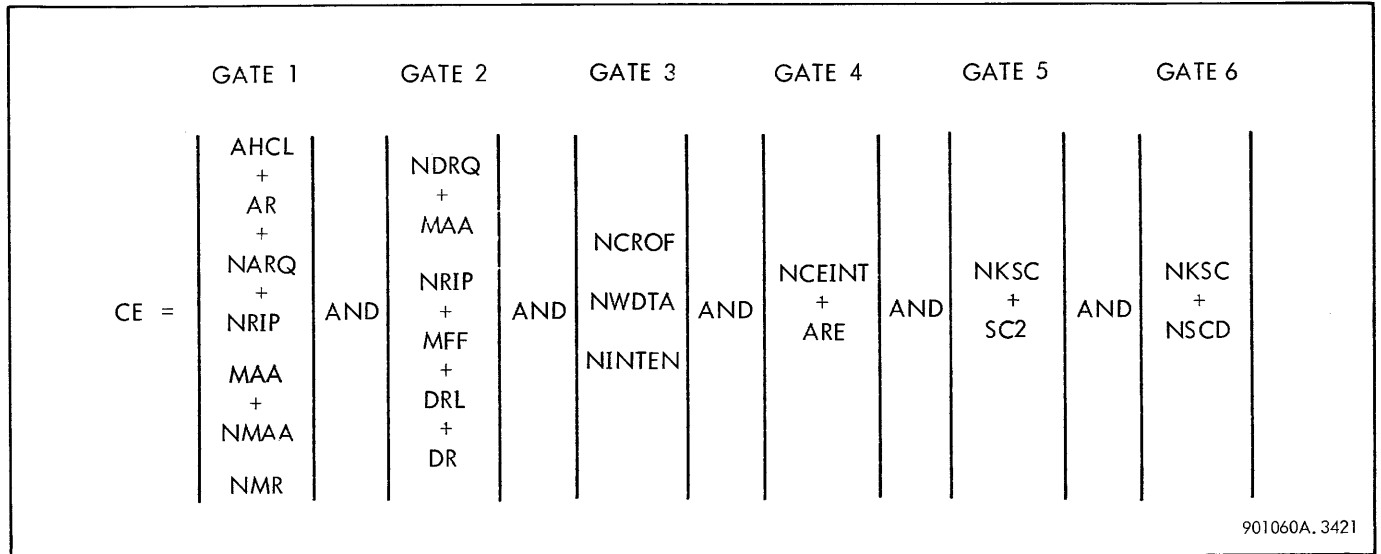 GATE 1 GATE 2 GATE 3 GATE 4 GATE 5 GATE 6
CE =
AHCL
+
AR
+
NARQ
+
NRIP
MAA
+
NMAA
NMR
AND
NDRQ
+
MAA
NRIP
+
MFF
+
DRL
+
DR
AND
NCROF
NWDTA
NINTEN
AND
NCEINT
+
ARE
AND
NKSC
+
SC2
AND
NKSC
+
NSCD
901060A. 3421